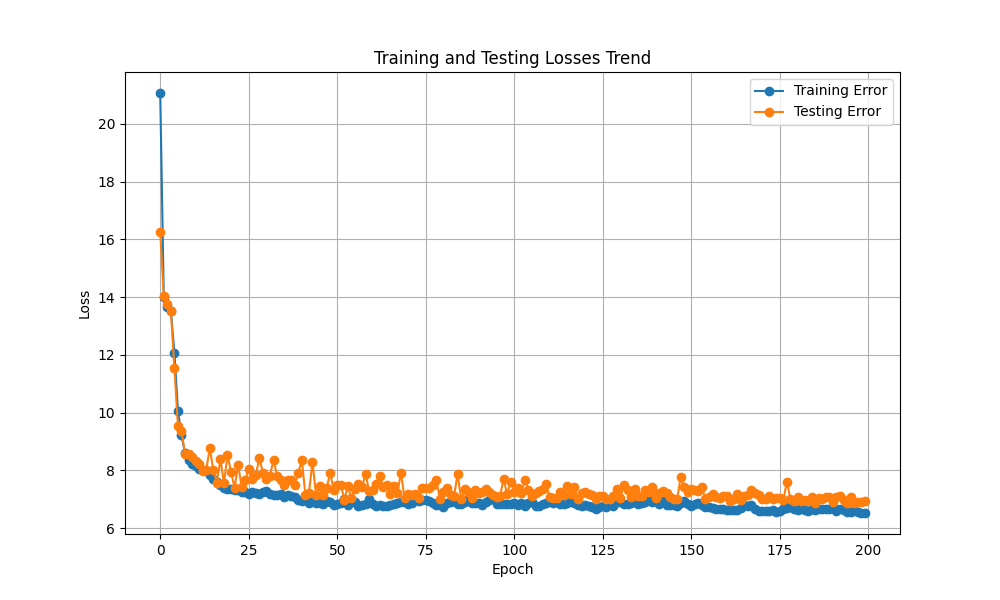 Training and Testing Losses Trend
Training Error
Testing Error
20
18
16
14
12
10
8
6
Loss
0 25 50 75 100 125 150 175 200
Epoch